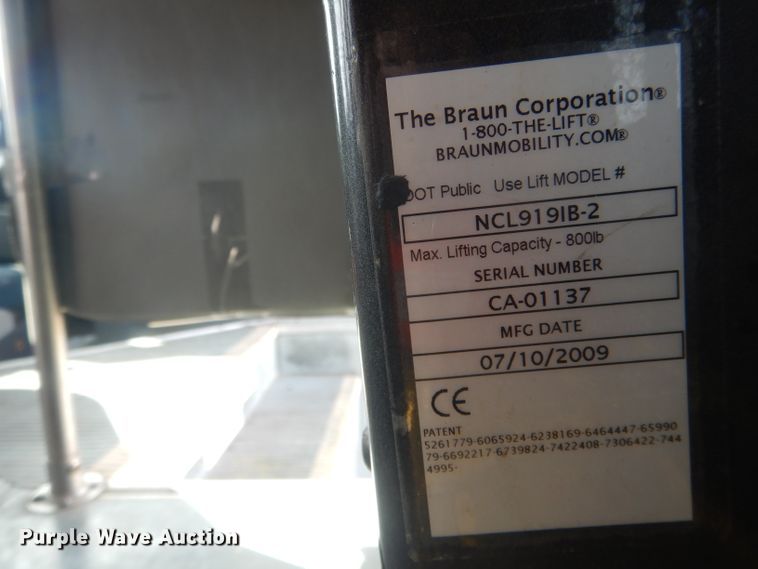 The Braun Corporation®
1-800-THE-LIFT®
BRAUNMOBILITY.COM®
DOT Public Use Lift MODEL #
NCL919IB-2
Max. Lifting Capacity - 800lb
SERIAL NUMBER
CA-01137
MFG DATE
07/10/2009
CE
PATENT
5261779-6065924-6238169-6464447-65990
79-6692217-6739824-7422408-7306422-744
4995-
Purple Wave Auction